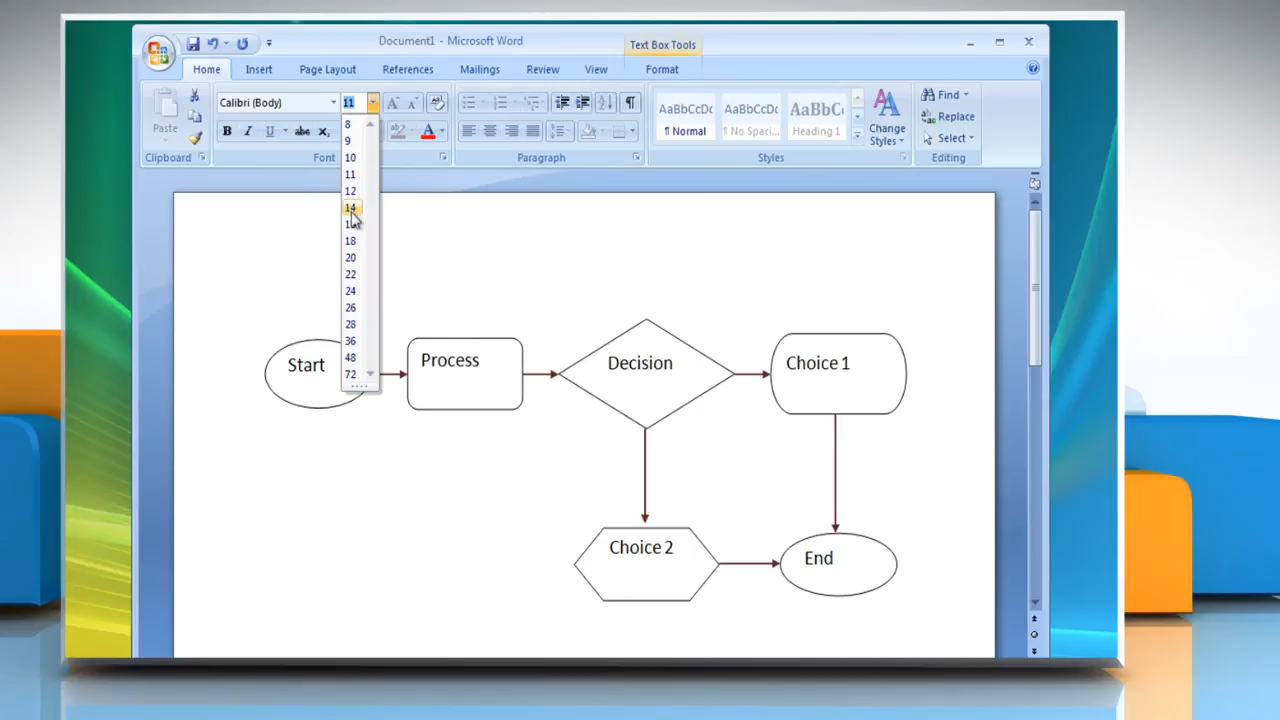 Document1 - Microsoft Word
Text Box Tools
Home Insert Page Layout References Mailings Review View Format
Calibri (Body) 11
Find
AaBbCcDc AaBbCcDc AaBbC
Replace
Paste
B I U abc x
A
¶ Normal ¶ No Spaci... Heading 1
Change
Styles
Select
Clipboard Font Paragraph Styles Editing
8
9
10
11
12
14
18
20
22
24
26
28
36
48
72
Start
Process
Decision
Choice 1
Choice 2
End